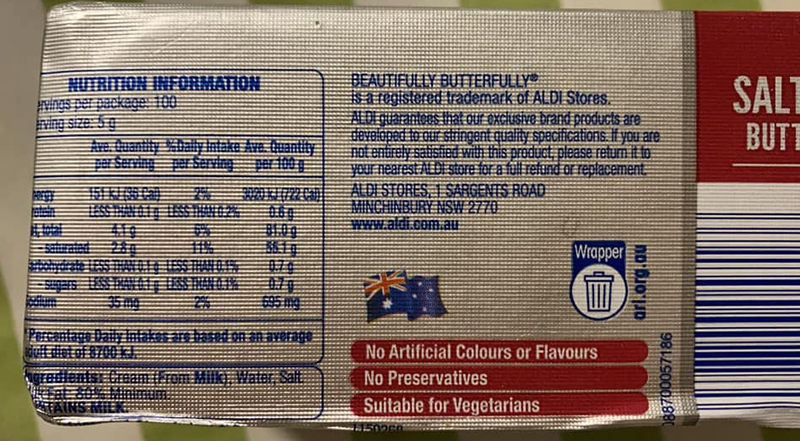 NUTRITION INFORMATION
ervings per package: 100
erving size: 5 g
Ave. Quantity %Daily Intake Ave. Quantity
per Serving per Serving per 100 g
ergy 151 kJ (36 Cal) 2% 3020 kJ (722 Cal)
otein LESS THAN 0.1 g LESS THAN 0.2% 0.6 g
total 4.1 g 6% 81.0 g
- saturated 2.8 g 11% 55.1 g
arbohydrate LESS THAN 0.1 g LESS THAN 0.1% 0.7 g
- sugars LESS THAN 0.1 g LESS THAN 0.1% 0.7 g
odium 35 mg 2% 695 mg
* Percentage Daily Intakes are based on an average
adult diet of 8700 kJ.
ngredients: Cream (From Milk), Water, Salt.
Fat 80% Minimum.
TAINS MILK.
BEAUTIFULLY BUTTERFULLY®
is a registered trademark of ALDI Stores.
ALDI guarantees that our exclusive brand products are
developed to our stringent quality specifications. If you are
not entirely satisfied with this product, please return it to
your nearest ALDI store for a full refund or replacement.
ALDI STORES, 1 SARGENTS ROAD
MINCHINBURY NSW 2770
www.aldi.com.au
Wrapper
arl.org.au
No Artificial Colours or Flavours
No Preservatives
Suitable for Vegetarians
SALT
BUTT
88700057186